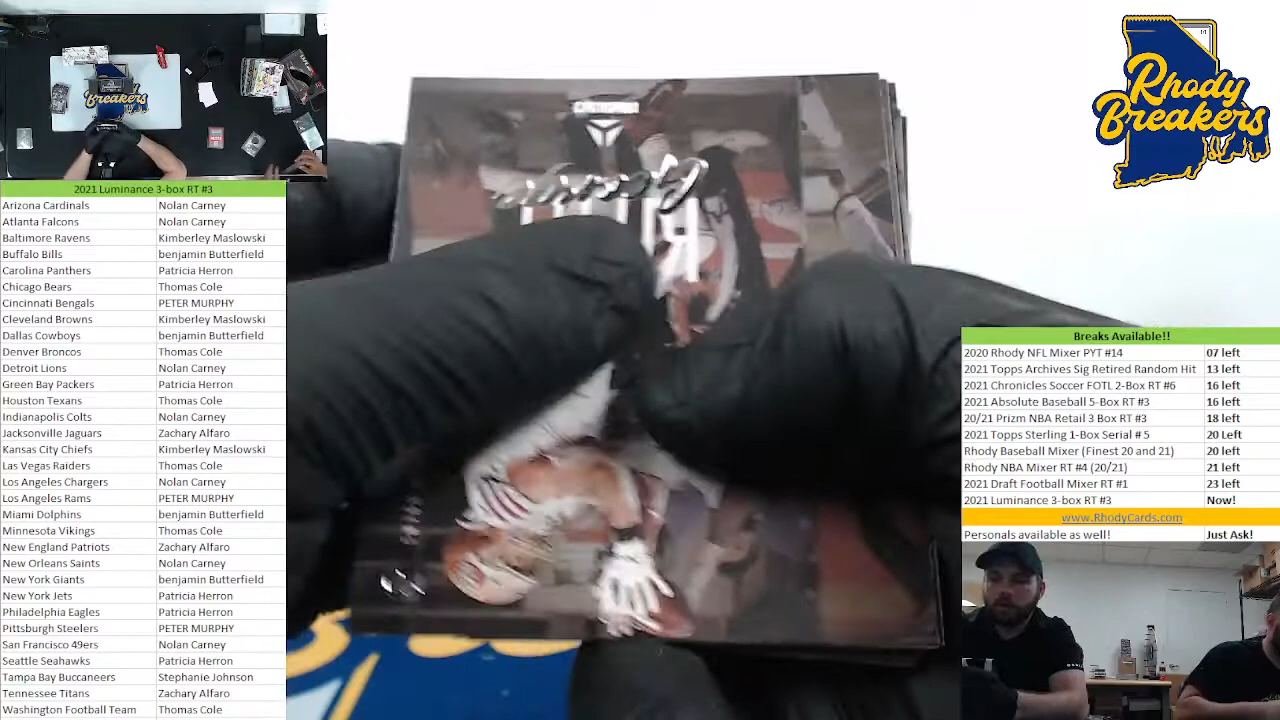 2021 Luminance 3-box RT #3
Arizona Cardinals Nolan Carney
Atlanta Falcons Nolan Carney
Baltimore Ravens Kimberley Maslowski
Buffalo Bills benjamin Butterfield
Carolina Panthers Patricia Herron
Chicago Bears Thomas Cole
Cincinnati Bengals PETER MURPHY
Cleveland Browns Kimberley Maslowski
Dallas Cowboys benjamin Butterfield
Denver Broncos Thomas Cole
Detroit Lions Nolan Carney
Green Bay Packers Patricia Herron
Houston Texans Thomas Cole
Indianapolis Colts Nolan Carney
Jacksonville Jaguars Zachary Alfaro
Kansas City Chiefs Kimberley Maslowski
Las Vegas Raiders Thomas Cole
Los Angeles Chargers Nolan Carney
Los Angeles Rams PETER MURPHY
Miami Dolphins benjamin Butterfield
Minnesota Vikings Thomas Cole
New England Patriots Zachary Alfaro
New Orleans Saints Nolan Carney
New York Giants benjamin Butterfield
New York Jets Patricia Herron
Philadelphia Eagles Patricia Herron
Pittsburgh Steelers PETER MURPHY
San Francisco 49ers Nolan Carney
Seattle Seahawks Patricia Herron
Tampa Bay Buccaneers Stephanie Johnson
Tennessee Titans Zachary Alfaro
Washington Football Team Thomas Cole
Rhody
Breakers
Breakers
Breaks Available!!
2020 Rhody NFL Mixer PYT #14 07 left
2021 Topps Archives Sig Retired Random Hit 13 left
2021 Chronicles Soccer FOTL 2-Box RT #6 16 left
2021 Absolute Baseball 5-Box RT #3 16 left
20/21 Prizm NBA Retail 3 Box RT #3 18 left
2021 Topps Sterling 1-Box Serial # 5 20 Left
Rhody Baseball Mixer (Finest 20 and 21) 20 left
Rhody NBA Mixer RT #4 (20/21) 21 left
2021 Draft Football Mixer RT #1 23 left
2021 Luminance 3-box RT #3 Now!
www.RhodyCards.com
Personals available as well! Just Ask!